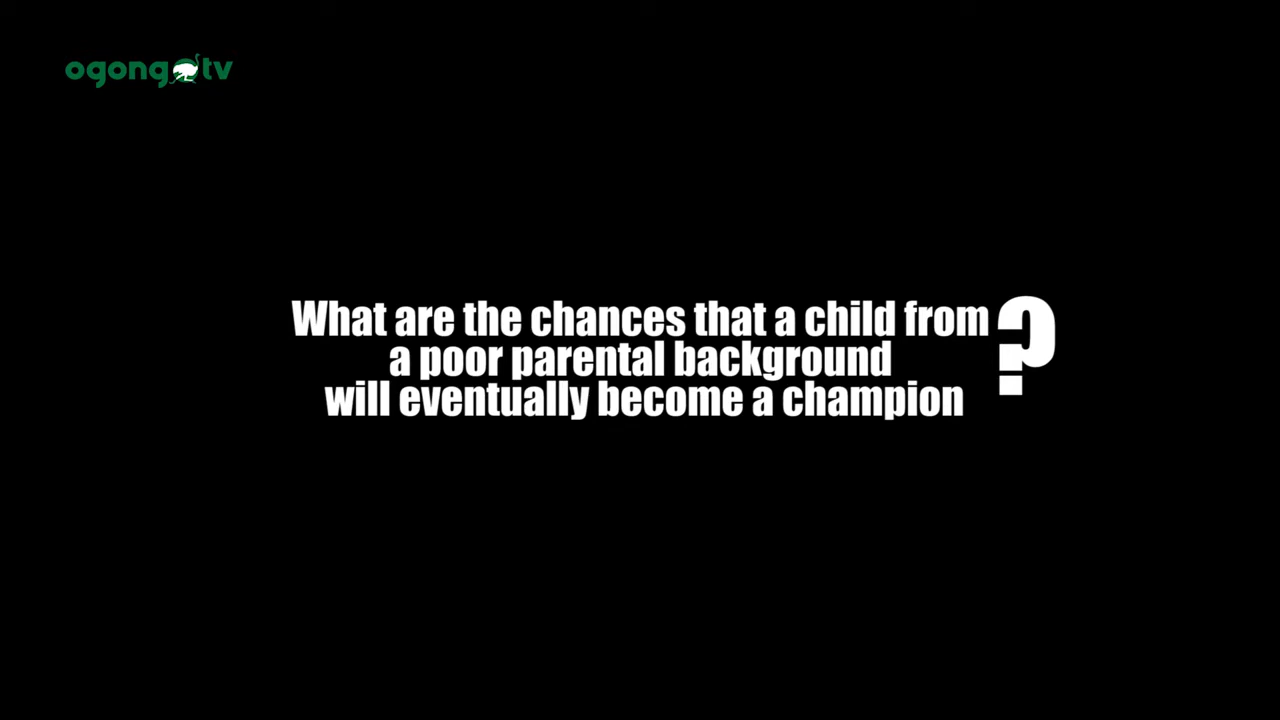 ogongotv
What are the chances that a child from
a poor parental background
will eventually become a champion
?